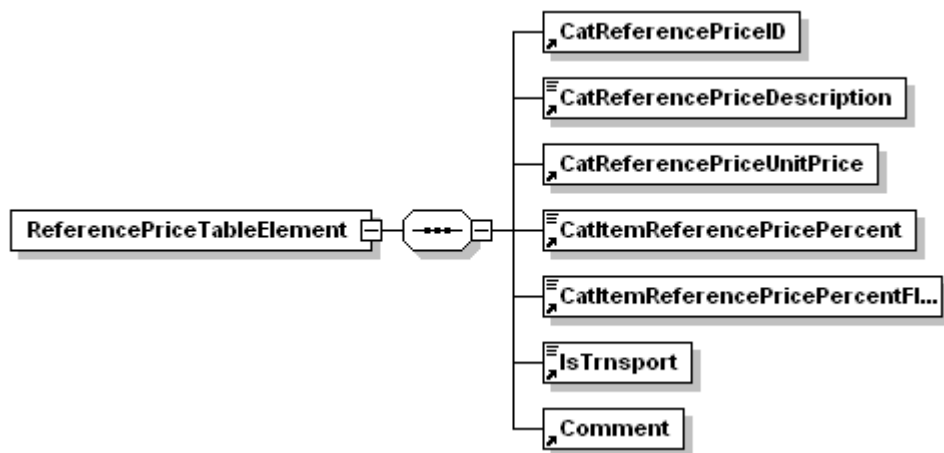 CatReferencePriceID
CatReferencePriceDescription
CatReferencePriceUnitPrice
ReferencePriceTableElement
CatItemReferencePricePercent
CatItemReferencePricePercentFl...
IsTrnsport
Comment